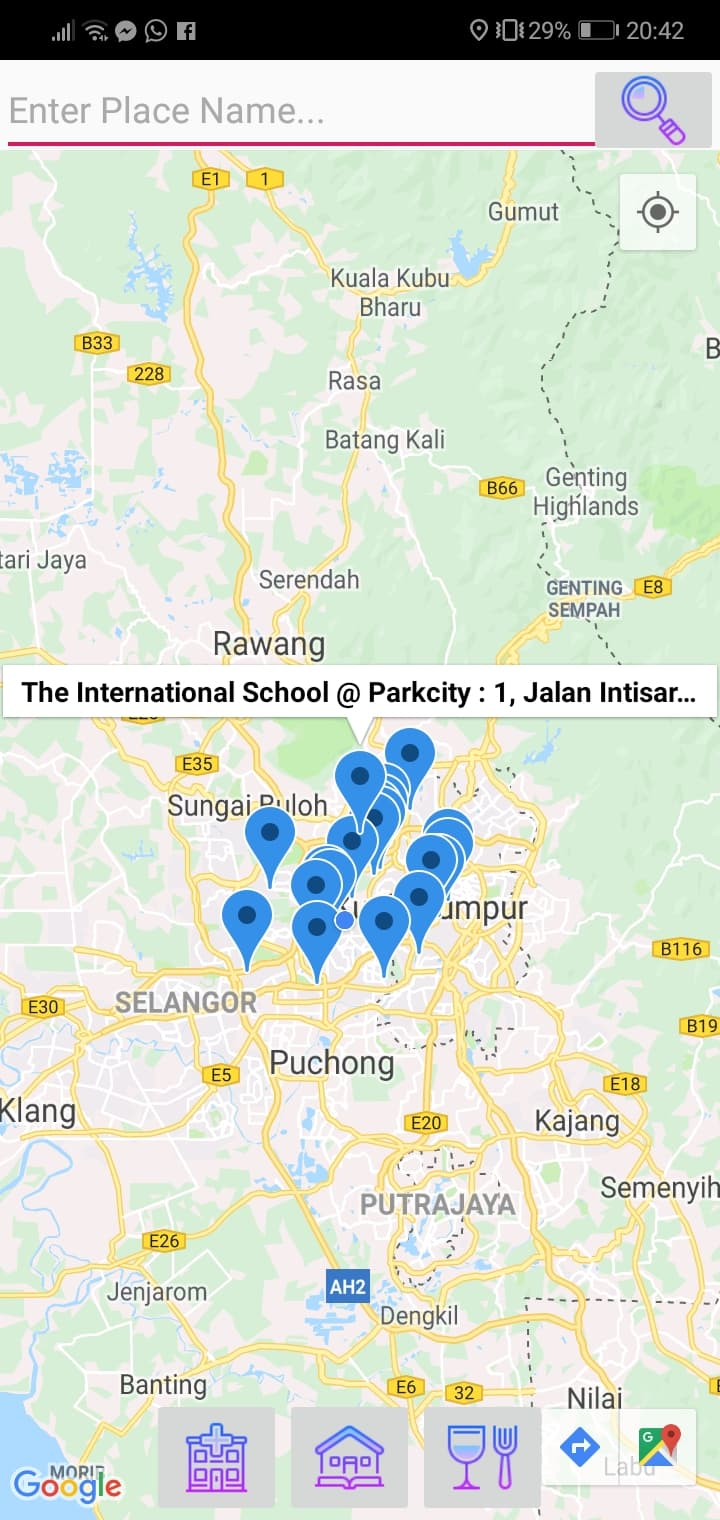 29% 20:42
Enter Place Name...
E1
1
Gumut
Kuala Kubu
Bharu
B33
B
228
Rasa
Batang Kali
Genting
Highlands
B66
tari Jaya
Serendah
GENTING
SEMPAH
E8
Rawang
The International School @ Parkcity : 1, Jalan Intisar...
E35
Sungai Buloh
umpur
B116
SELANGOR
E30
B19
Puchong
E5
E18
Klang
E20
Kajang
Semenyih
PUTRAJAYA
E26
AH2
Jenjarom
Dengkil
Banting
E6
32
Nilai
MORIB
Google
G
Labu